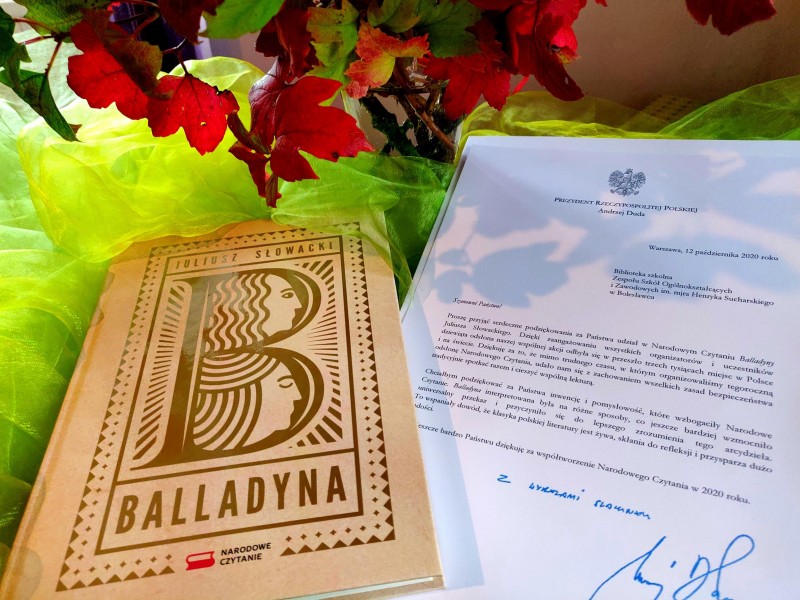 JULIUSZ SŁOWACKI
B
BALLADYNA
NARODOWE
CZYTANIE
PREZYDENT RZECZYPOSPOLITEJ POLSKIEJ
Andrzej Duda
Warszawa, 12 października 2020 roku
Biblioteka szkolna
Zespołu Szkół Ogólnokształcących
i Zawodowych im. mjra Henryka Sucharskiego
w Bolesławcu
Szanowni Państwo!
Proszę przyjąć serdeczne podziękowania za Państwa udział w Narodowym Czytaniu Balladyny
Juliusza Słowackiego. Dzięki zaangażowaniu wszystkich organizatorów i uczestników
dziewiąta odsłona naszej wspólnej akcji odbyła się w przeszło trzech tysiącach miejsc w Polsce
i na świecie. Dziękuję za to, że mimo trudnego czasu, w którym organizowaliśmy tegoroczną
odsłonę Narodowego Czytania, udało nam się z zachowaniem wszelkich zasad bezpieczeństwa
tradycyjnie spotkać razem i cieszyć wspólną lekturą.
Chciałbym podziękować za Państwa inwencję i pomysłowość, które wzbogaciły Narodowe
Czytanie. Balladyna interpretowana była na różne sposoby, co jeszcze bardziej wzmocniło
uniwersalny przekaz i przyczyniło się do lepszego zrozumienia tego arcydzieła.
To wspaniały dowód, że klasyka polskiej literatury jest żywa, skłania do refleksji i przysparza dużo
dości.
eszcze bardzo Państwu dziękuję za współtworzenie Narodowego Czytania w 2020 roku.
z wyrazami szacunku